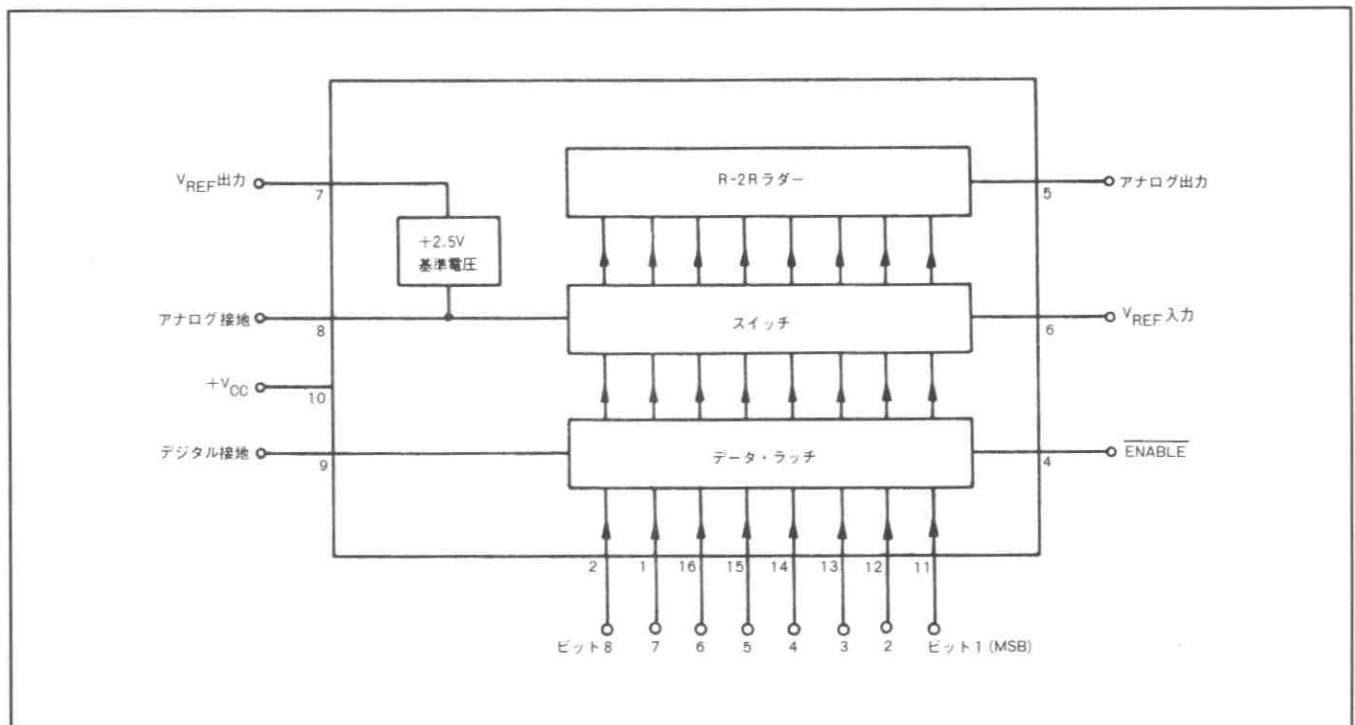 R-2Rラダー
VREF出力
7
5
アナログ出力
+2.5V
基準電圧
アナログ接地
8
スイッチ
6
VREF入力
+VCC
10
デジタル接地
9
データ・ラッチ
4
ENABLE
2 1 16 15 14 13 12 11
ビット8 7 6 5 4 3 2 ビット1 (MSB)